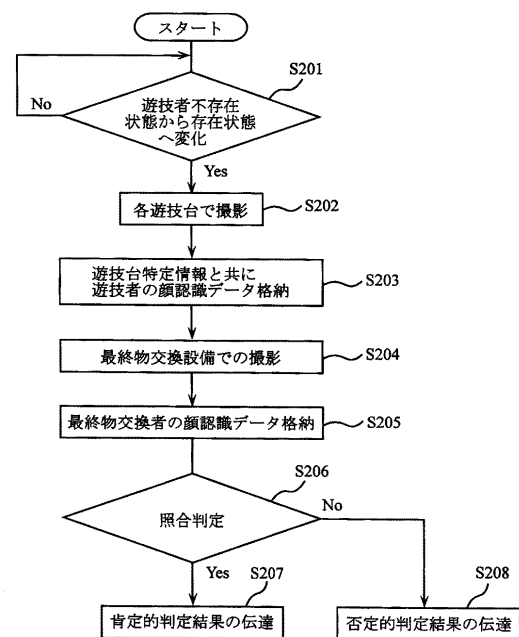 スタート
S201
No
遊技者不存在
状態から存在状態
へ変化
Yes
各遊技台で撮影
S202
遊技台特定情報と共に
遊技者の顔認識データ格納
S203
最終物交換設備での撮影
S204
最終物交換者の顔認識データ格納
S205
S206
照合判定
No
Yes
S207
S208
肯定的判定結果の伝達
否定的判定結果の伝達